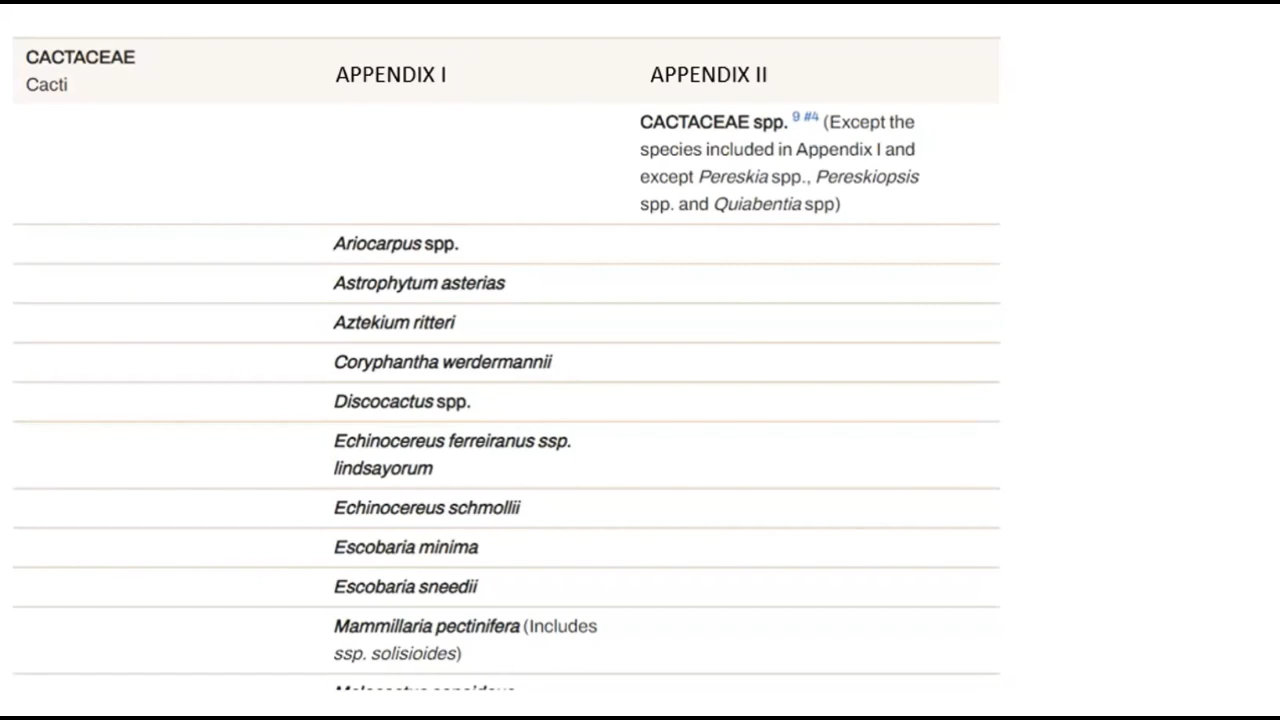 CACTACEAE
Cacti
APPENDIX I
APPENDIX II
CACTACEAE spp. 9 #4 (Except the
species included in Appendix I and
except Pereskia spp., Pereskiopsis
spp. and Quiabentia spp)
Ariocarpus spp.
Astrophytum asterias
Aztekium ritteri
Coryphantha werdermannii
Discocactus spp.
Echinocereus ferreiranus ssp.
lindsayorum
Echinocereus schmollii
Escobaria minima
Escobaria sneedii
Mammillaria pectinifera (Includes
ssp. solisioides)